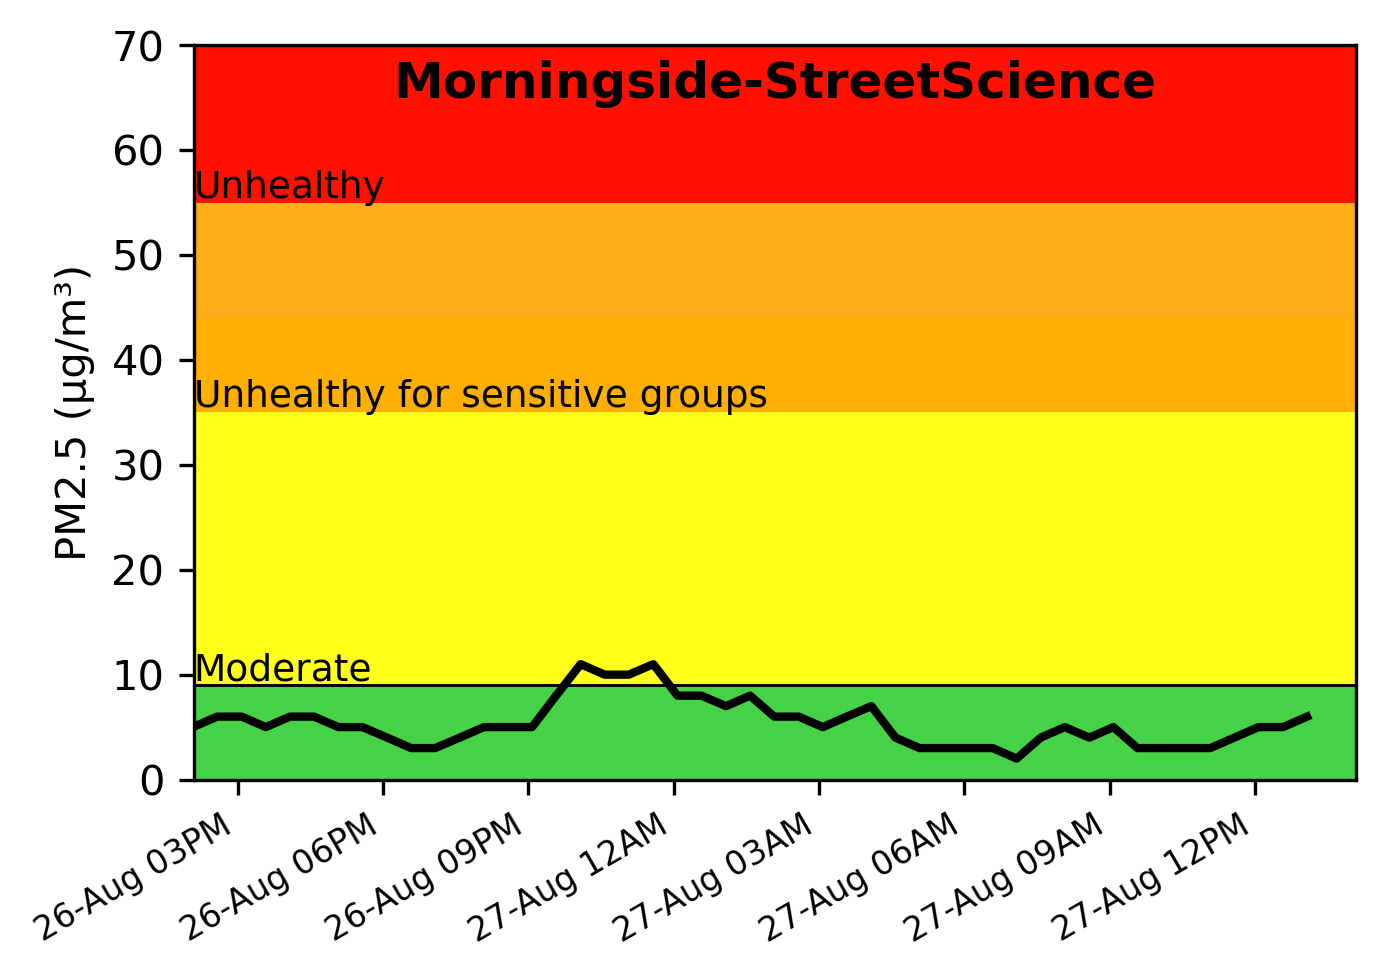 Morningside-StreetScience
70
60
50
40
30
20
10
0
PM2.5 (µg/m³)
Unhealthy
Unhealthy for sensitive groups
Moderate
26-Aug 03PM
26-Aug 06PM
26-Aug 09PM
27-Aug 12AM
27-Aug 03AM
27-Aug 06AM
27-Aug 09AM
27-Aug 12PM